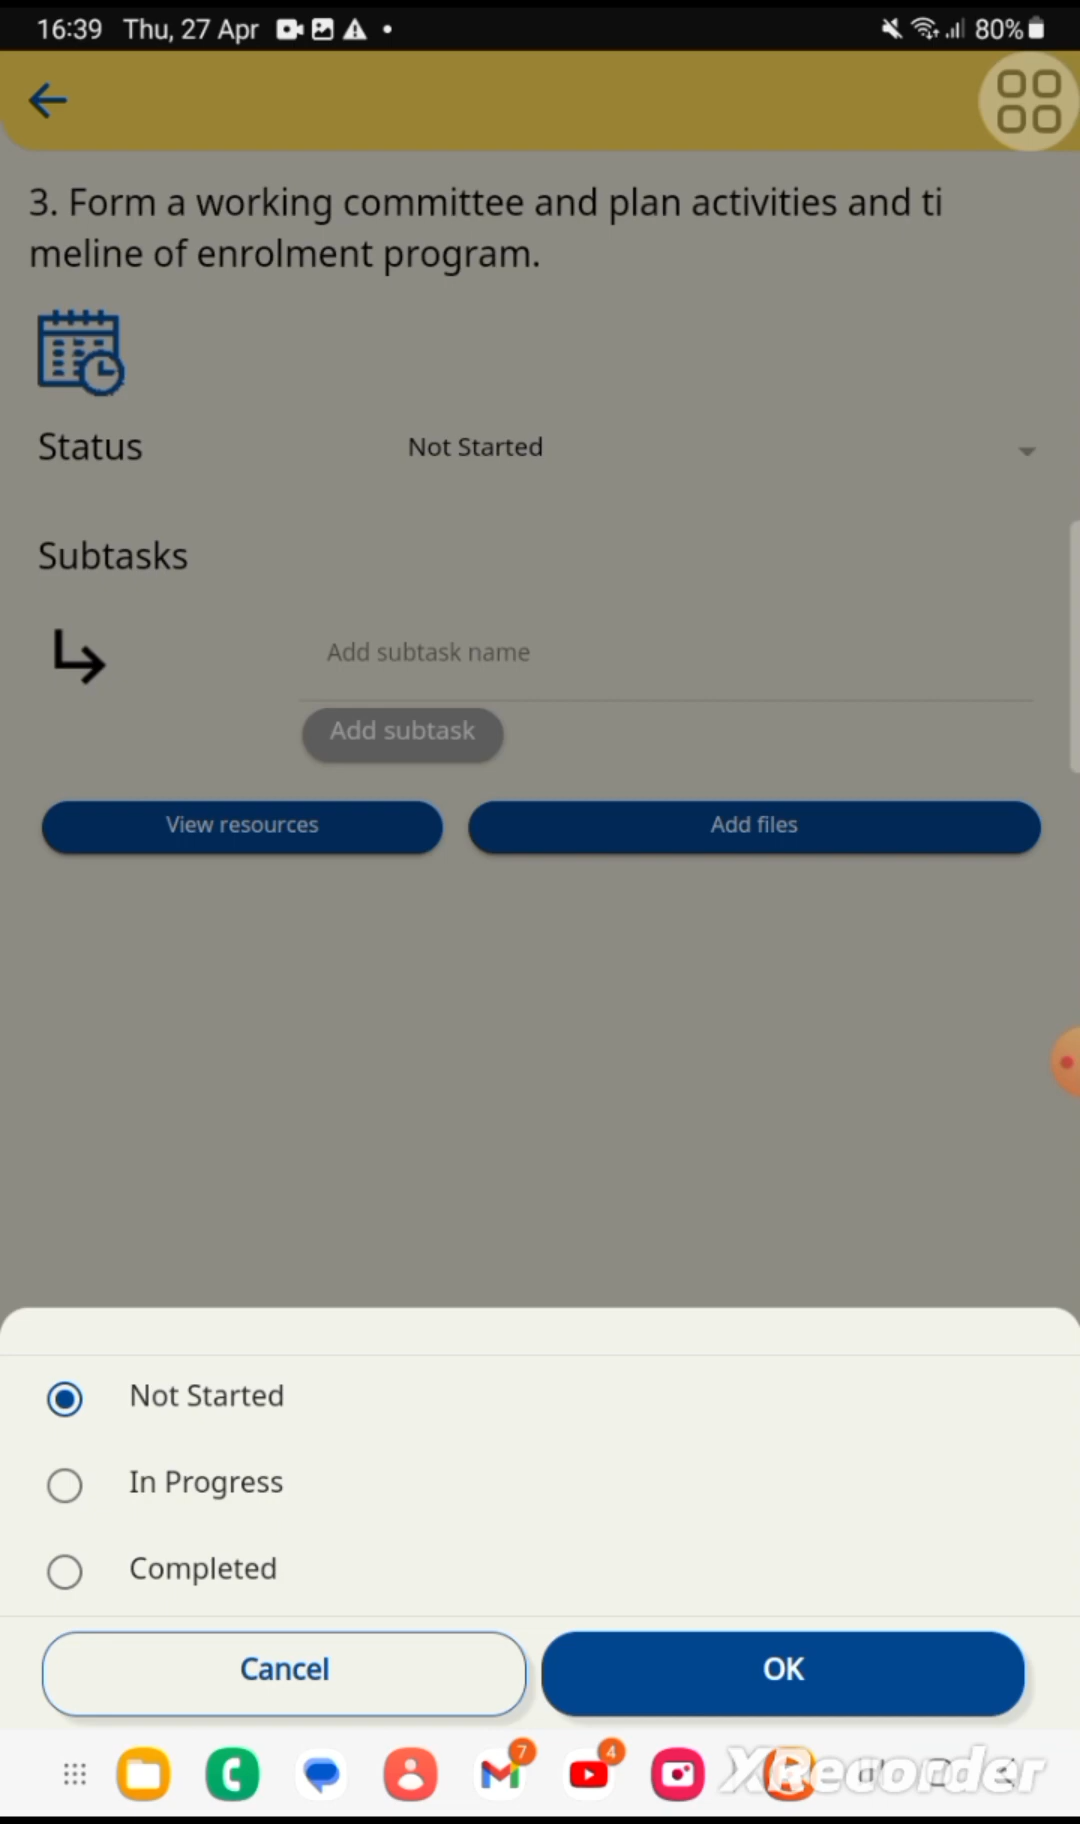 16:39 Thu, 27 Apr
80%
3. Form a working committee and plan activities and ti
meline of enrolment program.
Status
Not Started
Subtasks
Add subtask name
Add subtask
View resources
Add files
Not Started
In Progress
Completed
Cancel
OK
7
4
XRecorder